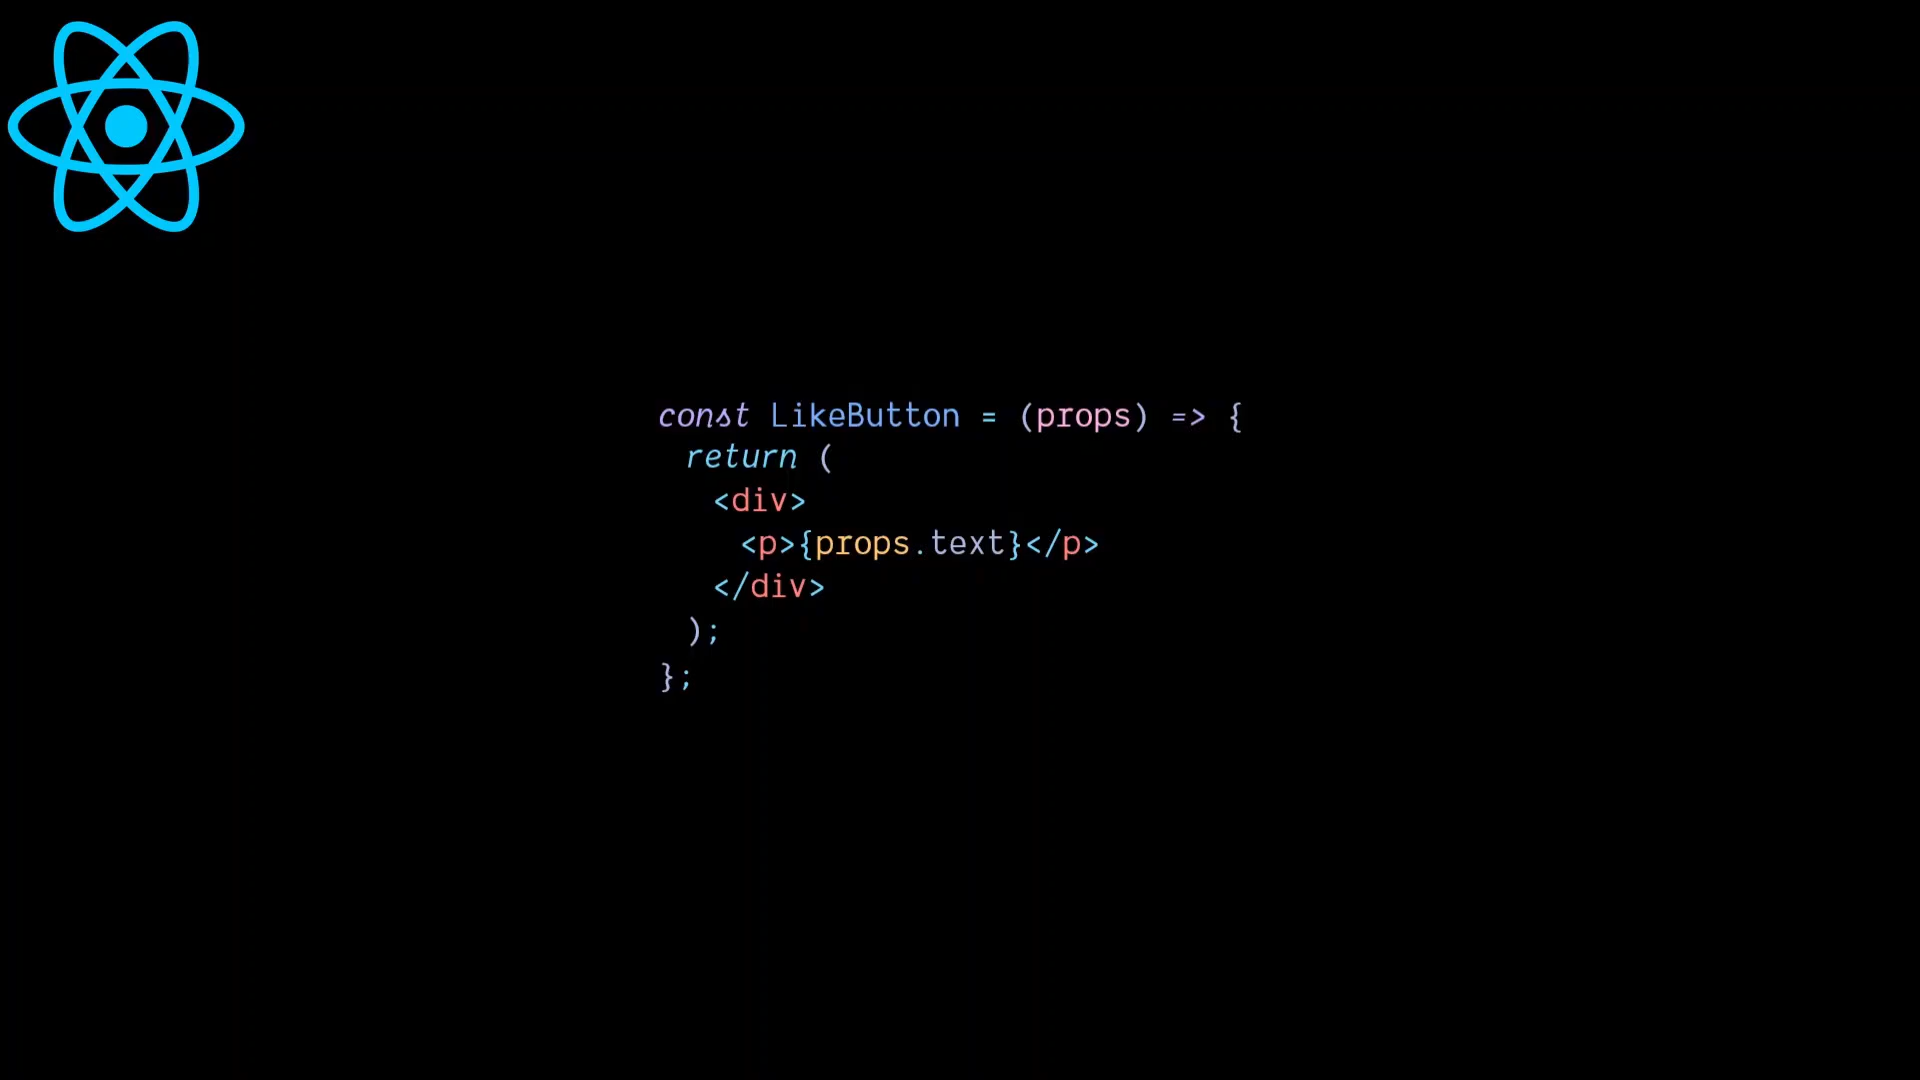 const LikeButton = (props) => {
return (
<div>
<p>{props.text}</p>
</div>
);
};